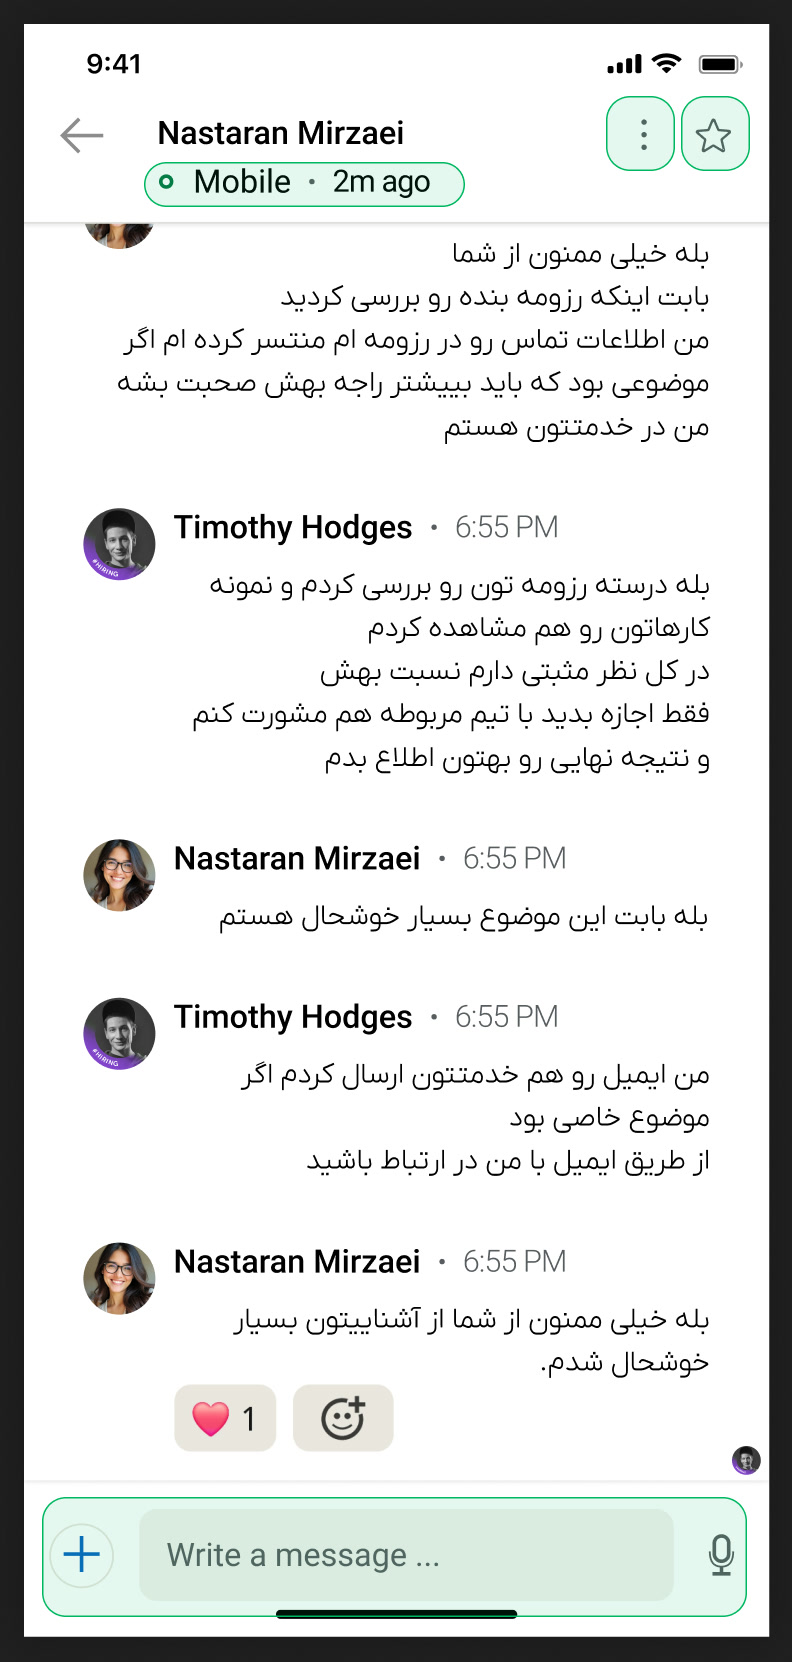 9:41
Nastaran Mirzaei
Mobile · 2m ago
بله خیلی ممنون از شما
بابت اینکه رزومه بنده رو بررسی کردید
من اطلاعات تماس رو در رزومه ام منتسر کرده ام اگر
موضوعی بود که باید بییشتر راجه بهش صحبت بشه
من در خدمتتون هستم
Timothy Hodges · 6:55 PM
#HIRING
بله درسته رزومه تون رو بررسی کردم و نمونه
کارهاتون رو هم مشاهده کردم
در کل نظر مثبتی دارم نسبت بهش
فقط اجازه بدید با تیم مربوطه هم مشورت کنم
و نتیجه نهایی رو بهتون اطلاع بدم
Nastaran Mirzaei · 6:55 PM
بله بابت این موضوع بسیار خوشحال هستم
Timothy Hodges · 6:55 PM
#HIRING
من ایمیل رو هم خدمتتون ارسال کردم اگر
موضوع خاصی بود
از طریق ایمیل با من در ارتباط باشید
Nastaran Mirzaei · 6:55 PM
بله خیلی ممنون از شما از آشناییتون بسیار
خوشحال شدم.
1
Write a message ...